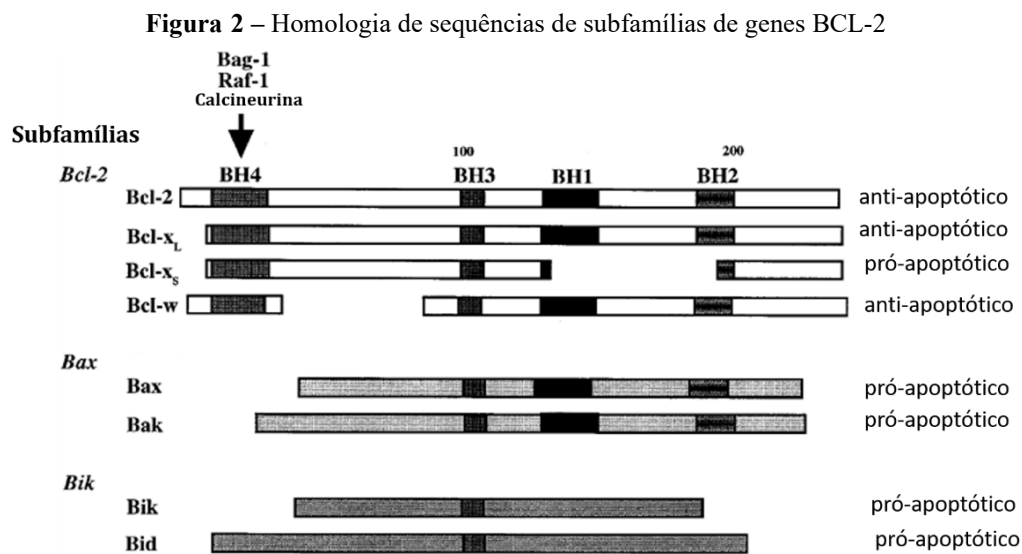 Figura 2 – Homologia de sequências de subfamílias de genes BCL-2
Bag-1
Raf-1
Calcineurina
Subfamílias
100 200
Bcl-2 BH4 BH3 BH1 BH2
Bcl-2 anti-apoptótico
Bcl-xL anti-apoptótico
Bcl-xS pró-apoptótico
Bcl-w anti-apoptótico
Bax
Bax pró-apoptótico
Bak pró-apoptótico
Bik
Bik pró-apoptótico
Bid pró-apoptótico